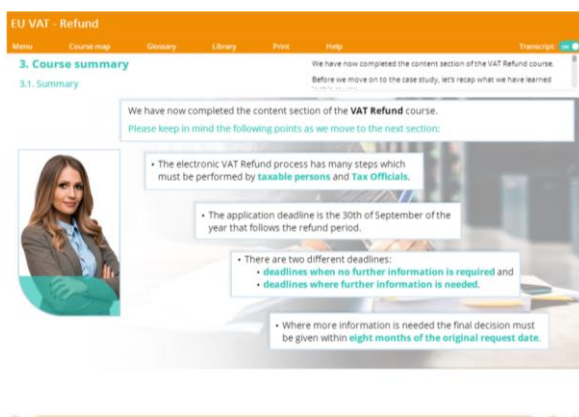 EU VAT - Refund
Menu Course map Glossary Library Print Help Transcript ON
3. Course summary
3.1. Summary
We have now completed the content section of the VAT Refund course.
Before we move on to the case study, let's recap what we have learned
We have now completed the content section of the VAT Refund course.
Please keep in mind the following points as we move to the next section:
• The electronic VAT Refund process has many steps which
must be performed by taxable persons and Tax Officials.
• The application deadline is the 30th of September of the
year that follows the refund period.
• There are two different deadlines:
• deadlines when no further information is required and
• deadlines where further information is needed.
• Where more information is needed the final decision must
be given within eight months of the original request date.